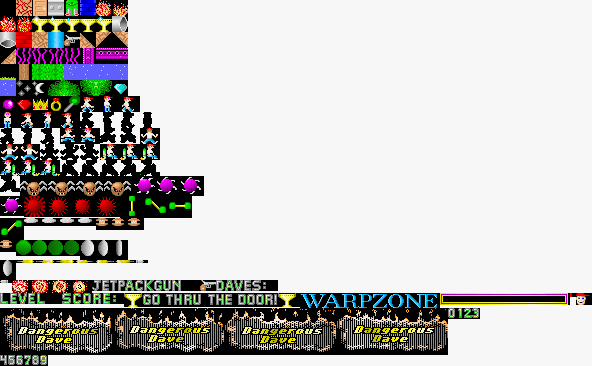 JETPACKGUN DAVES:
LEVEL SCORE: GO THRU THE DOOR! WARPZONE
0123
Dangerous Dave Dangerous Dave Dangerous Dave Dangerous Dave
456789